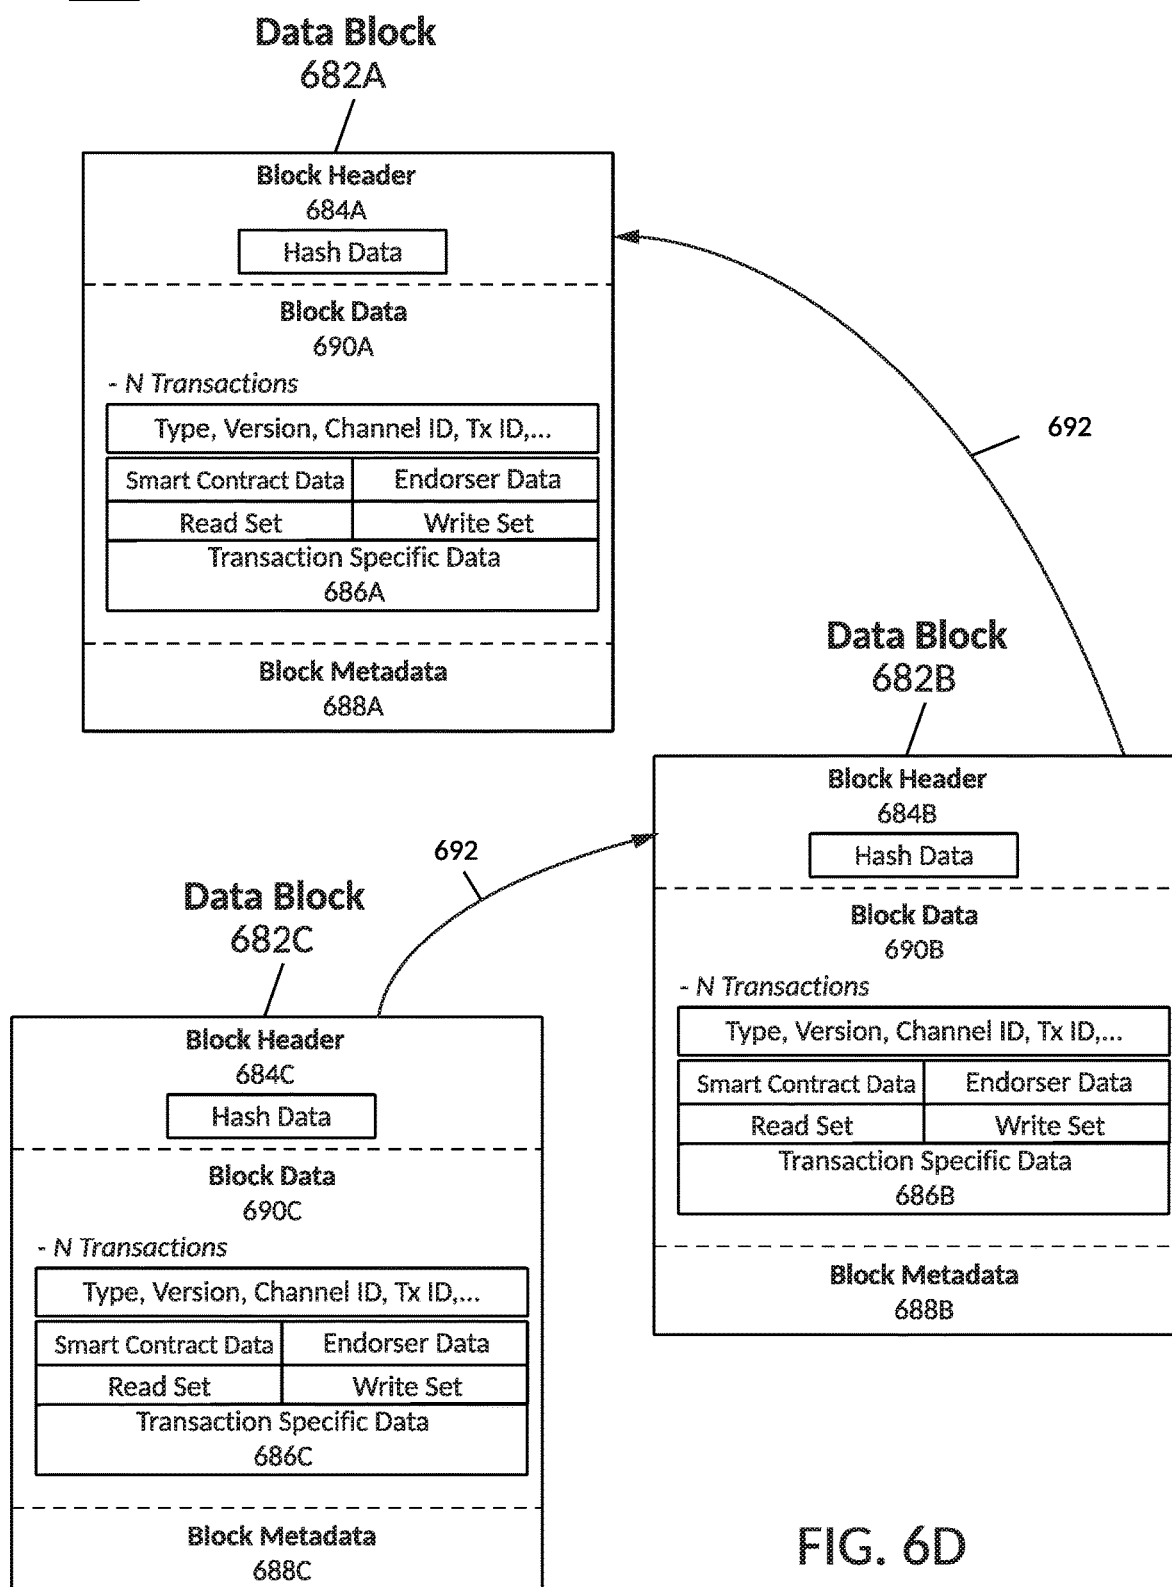 Data Block
682A
Block Header
684A
Hash Data
Block Data
690A
- N Transactions
Type, Version, Channel ID, Tx ID,...
Smart Contract Data Endorser Data
Read Set Write Set
Transaction Specific Data
686A
Block Metadata
688A
692
Data Block
682B
Block Header
684B
Hash Data
Block Data
690B
- N Transactions
Type, Version, Channel ID, Tx ID,...
Smart Contract Data Endorser Data
Read Set Write Set
Transaction Specific Data
686B
Block Metadata
688B
692
Data Block
682C
Block Header
684C
Hash Data
Block Data
690C
- N Transactions
Type, Version, Channel ID, Tx ID,...
Smart Contract Data Endorser Data
Read Set Write Set
Transaction Specific Data
686C
Block Metadata
688C
FIG. 6D